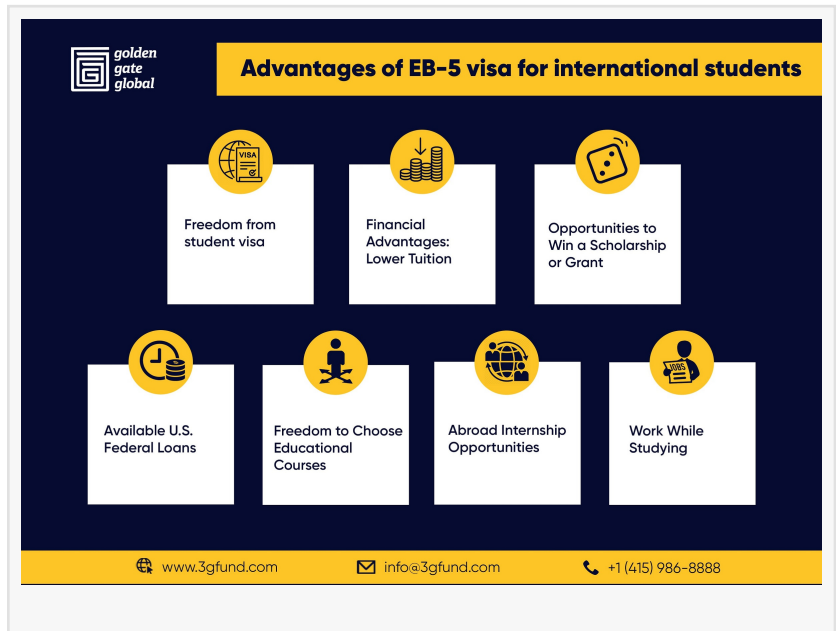 golden
gate
global
Advantages of EB-5 visa for international students
VISA
Freedom from
student visa
Financial
Advantages:
Lower Tuition
Opportunities to
Win a Scholarship
or Grant
Available U.S.
Federal Loans
Freedom to Choose
Educational
Courses
Abroad Internship
Opportunities
JOBS
Work While
Studying
www.3gfund.com
info@3gfund.com
+1 (415) 986-8888